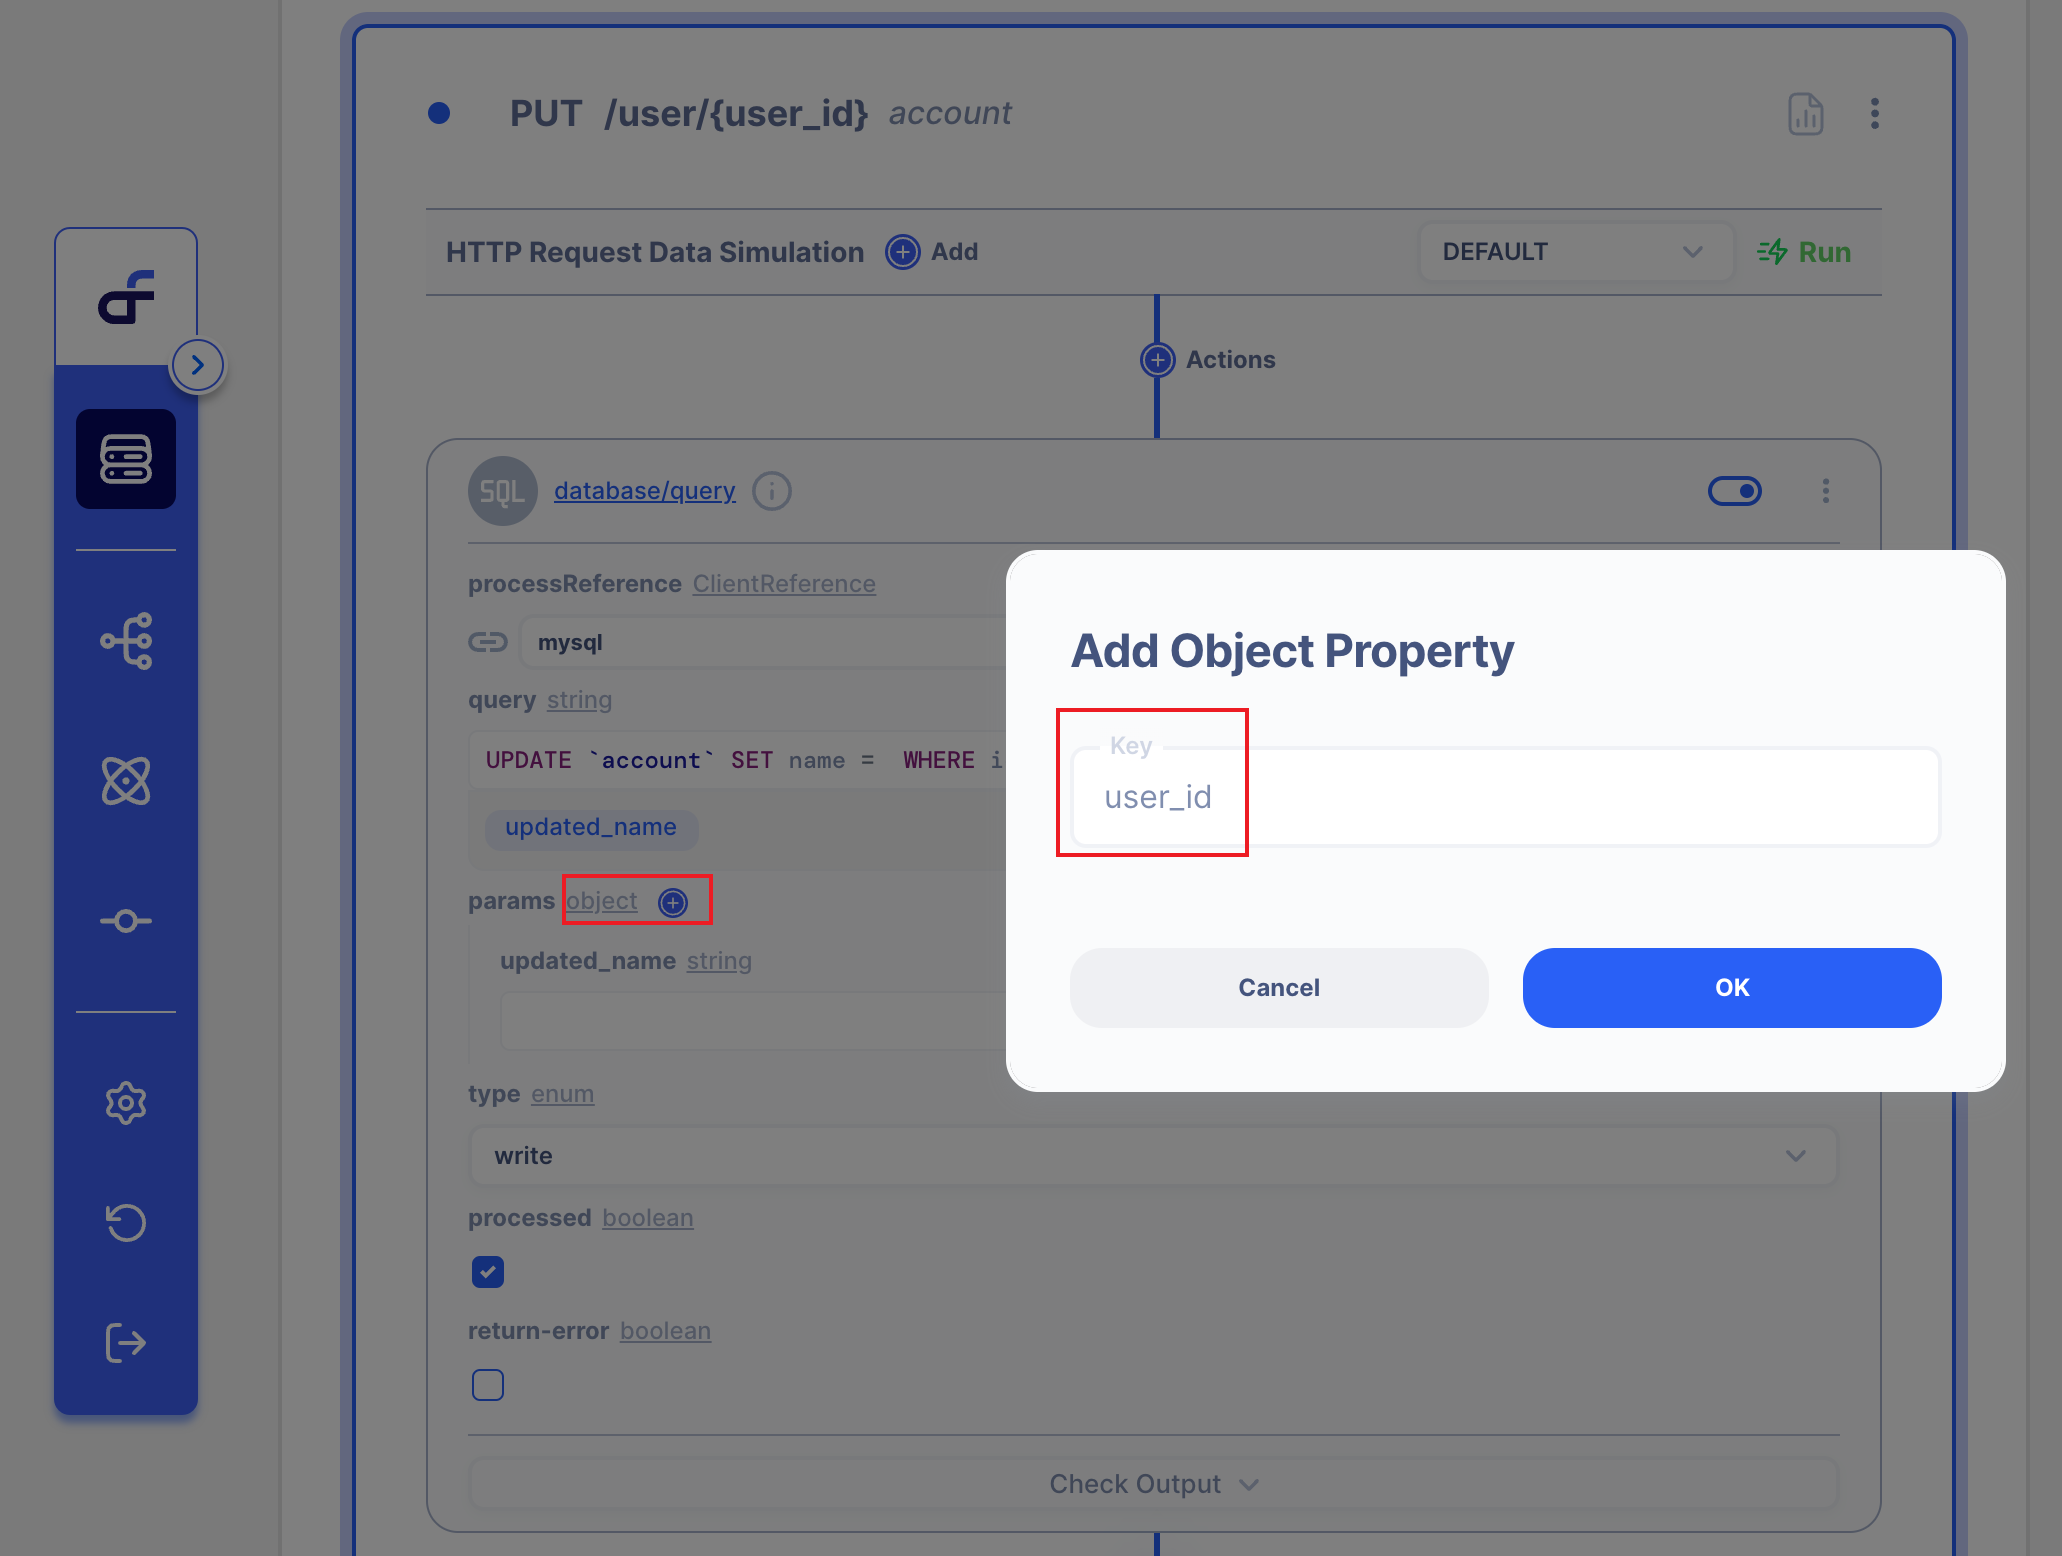 PUT /user/{user_id} account
HTTP Request Data Simulation Add DEFAULT Run
Actions
SQL database/query
processReference ClientReference
mysql
query string
UPDATE `account` SET name = WHERE i
updated_name
params object
updated_name string
type enum
write
processed boolean
return-error boolean
Check Output
Add Object Property
Key
user_id
Cancel OK